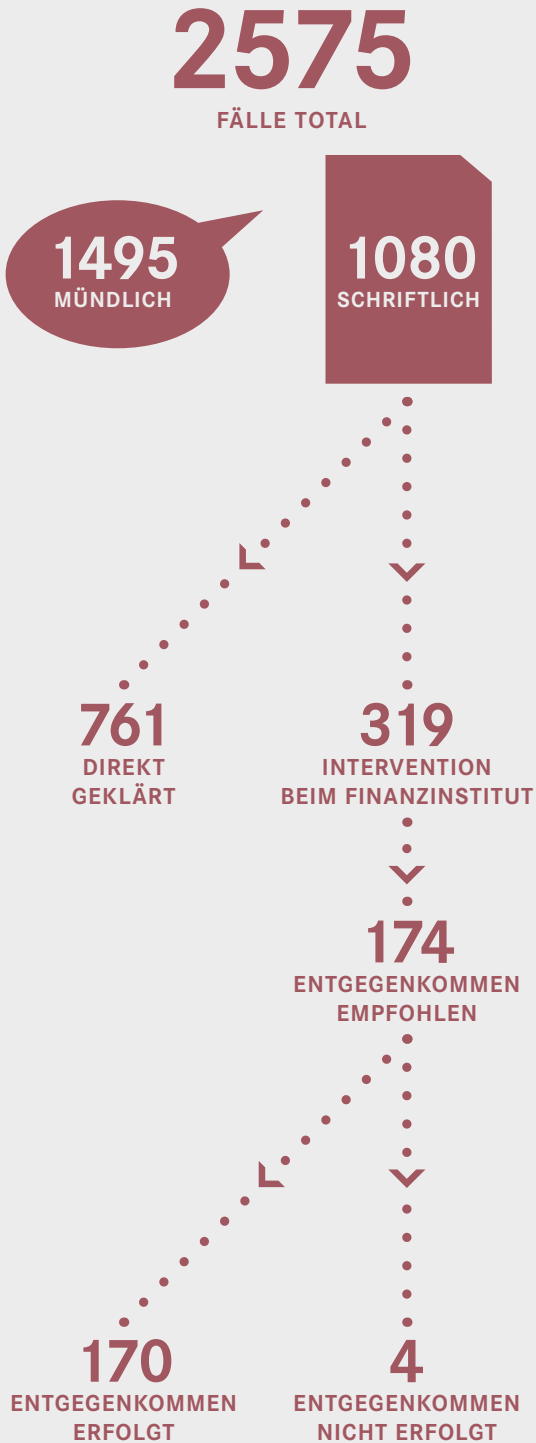 2575
FÄLLE TOTAL
1495
MÜNDLICH
1080
SCHRIFTLICH
761
DIREKT
GEKLÄRT
319
INTERVENTION
BEIM FINANZINSTITUT
174
ENTGEGENKOMMEN
EMPFOHLEN
170
ENTGEGENKOMMEN
ERFOLGT
4
ENTGEGENKOMMEN
NICHT ERFOLGT